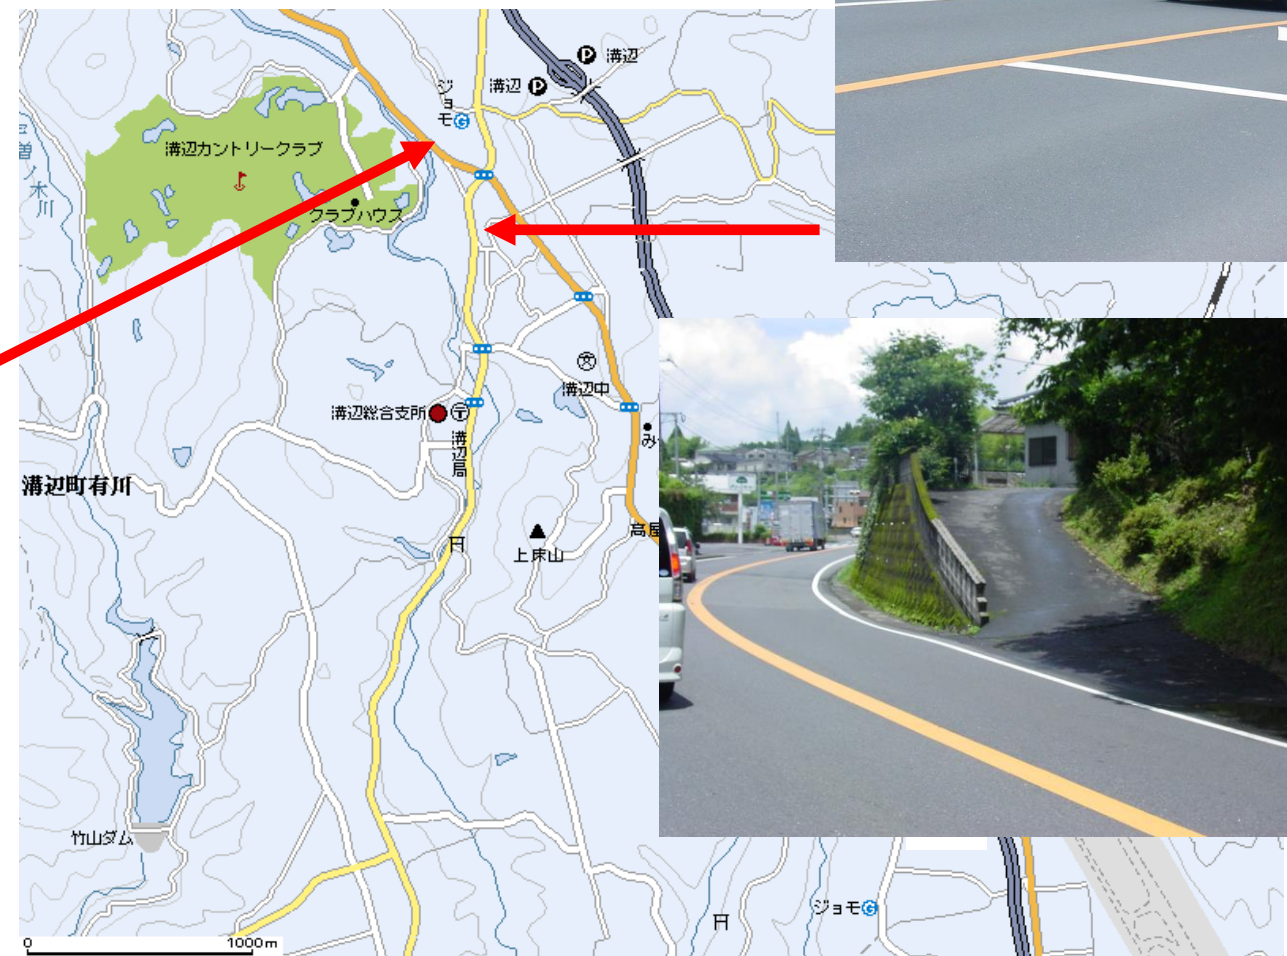 溝辺
溝辺
ジョモ
溝辺カントリークラブ
クラブハウス
溝辺中
溝辺総合支所
溝辺局
み
溝辺町有川
高屋
上床山
竹山ダム
ジョモ
0
1000m